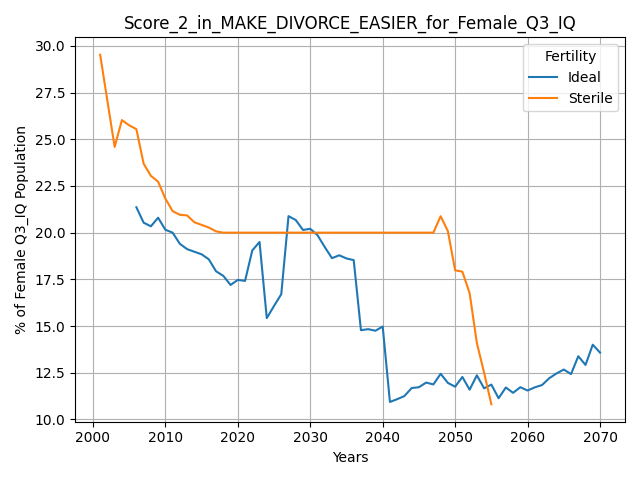 Score_2_in_MAKE_DIVORCE_EASIER_for_Female_Q3_IQ
% of Female Q3_IQ Population
30.0
27.5
25.0
22.5
20.0
17.5
15.0
12.5
10.0
Fertility
Ideal
Sterile
2000 2010 2020 2030 2040 2050 2060 2070
Years